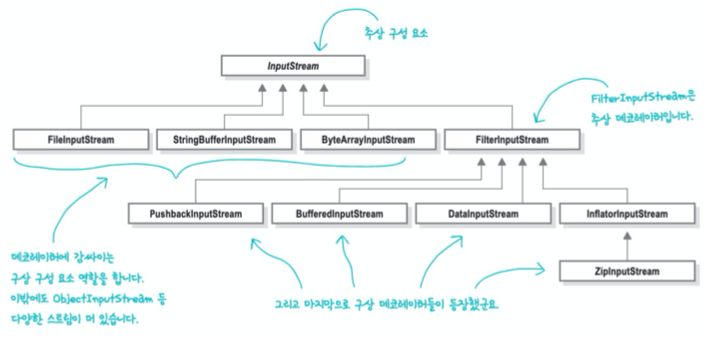 추상 구성 요소
InputStream
FilterInputStream은
추상 데코레이터입니다.
FileInputStream
StringBufferInputStream
ByteArrayInputStream
FilterInputStream
PushbackInputStream
BufferedInputStream
DataInputStream
InflatorInputStream
ZipInputStream
데코레이터에 감싸이는
구상 구성 요소 역할을 합니다.
이밖에도 ObjectInputStream 등
다양한 스트림이 더 있습니다.
그리고 마지막으로 구상 데코레이터들이 등장했군요.